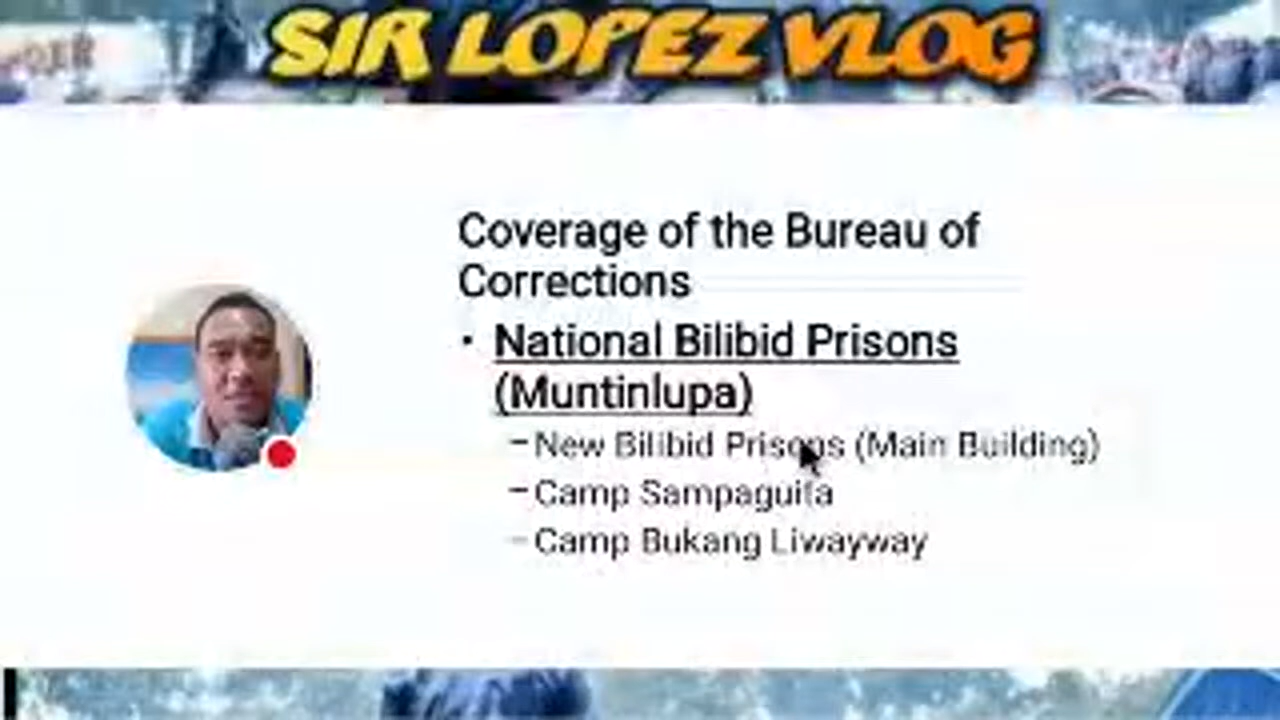 SIR LOPEZ VLOG
Coverage of the Bureau of
Corrections
• National Bilibid Prisons
(Muntinlupa)
– New Bilibid Prisons (Main Building)
– Camp Sampaguita
– Camp Bukang Liwayway